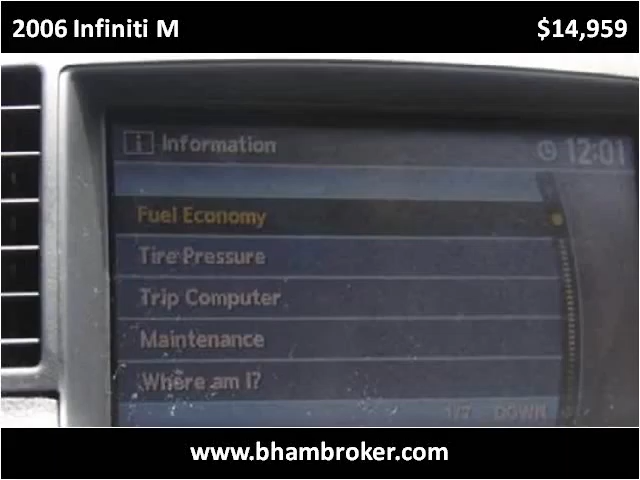 2006 Infiniti M $14,959
i Information 12:01
Fuel Economy
Tire Pressure
Trip Computer
Maintenance
Where am I?
1/7 DOWN
www.bhambroker.com